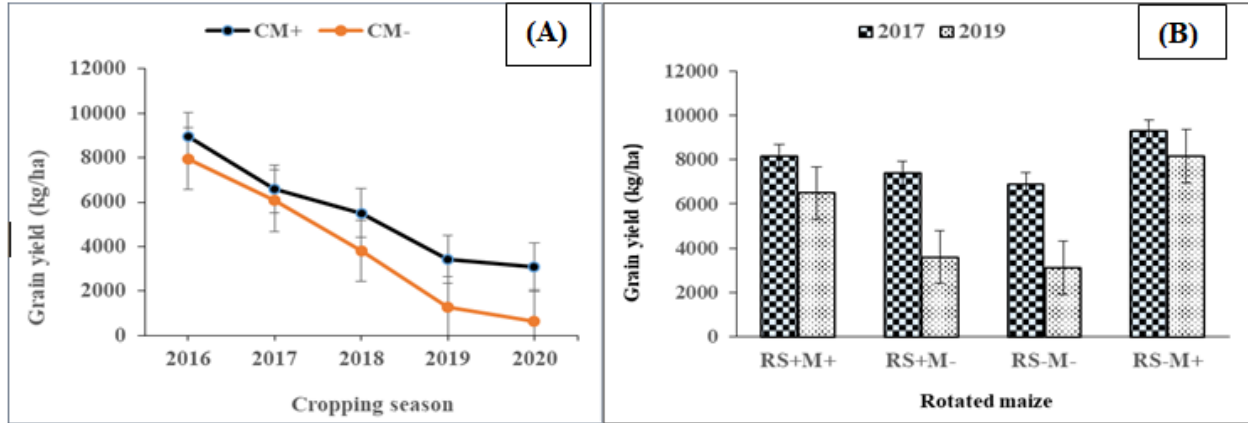 CM+ CM-
(A)
12000
10000
8000
6000
4000
2000
0
Grain yield (kg/ha)
2016 2017 2018 2019 2020
Cropping season
2017 2019
(B)
12000
10000
8000
6000
4000
2000
0
Grain yield (kg/ha)
RS+M+ RS+M- RS-M- RS-M+
Rotated maize